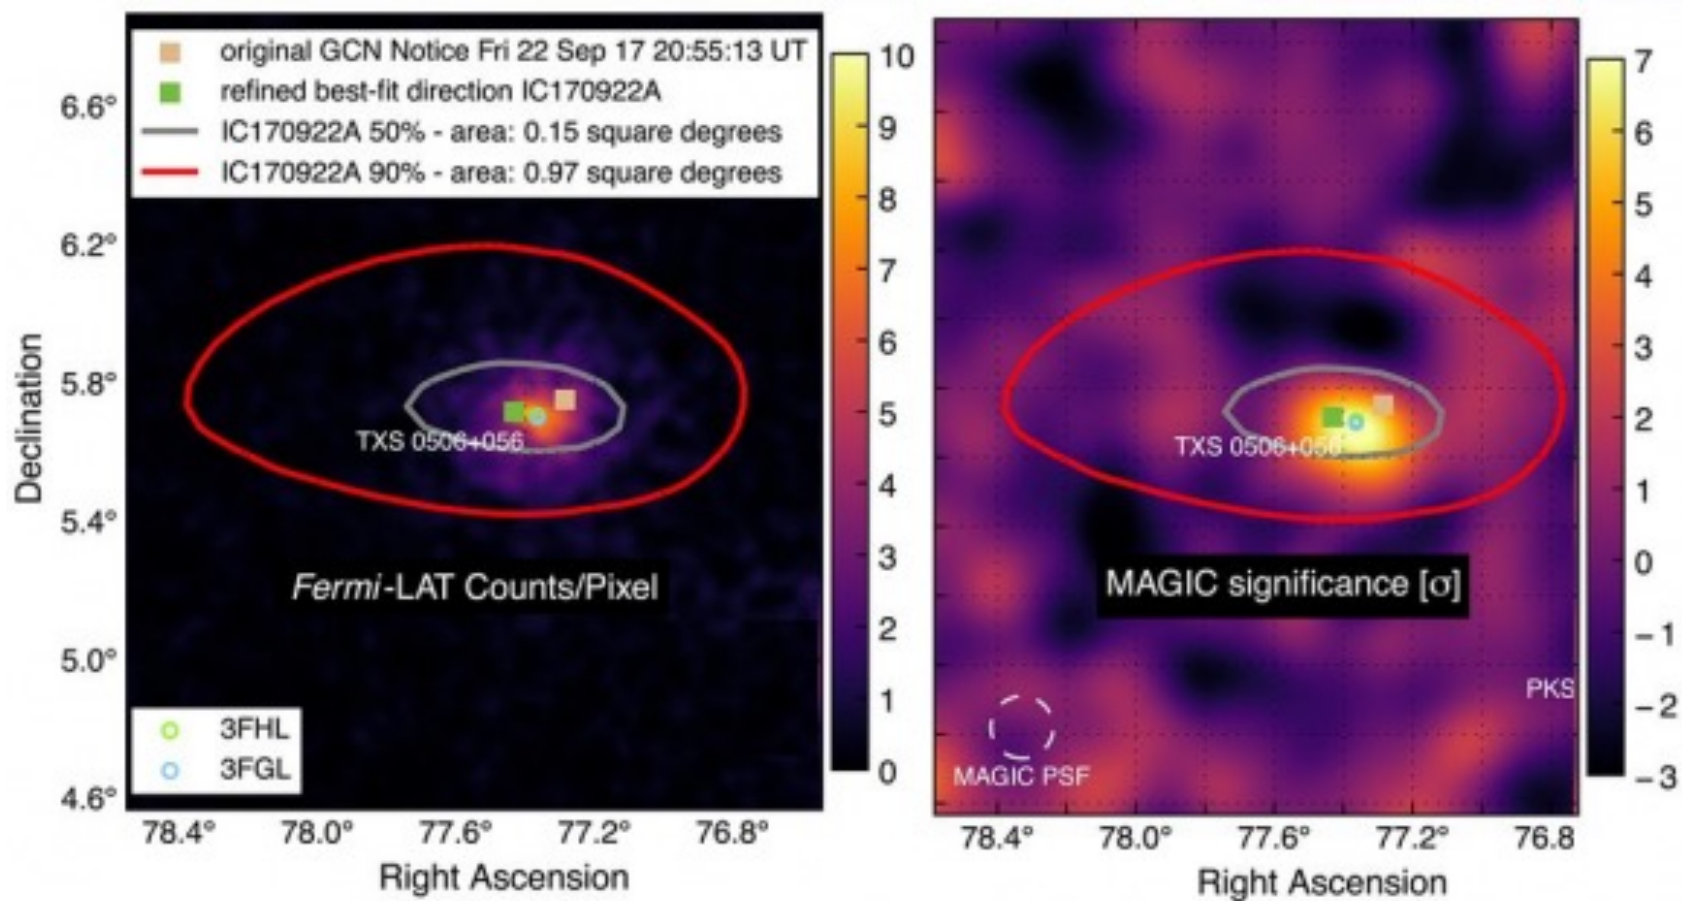 original GCN Notice Fri 22 Sep 17 20:55:13 UT
refined best-fit direction IC170922A
IC170922A 50% - area: 0.15 square degrees
IC170922A 90% - area: 0.97 square degrees
6.6°
6.2°
5.8°
5.4°
5.0°
4.6°
Declination
TXS 0506+056
Fermi-LAT Counts/Pixel
3FHL
3FGL
78.4° 78.0° 77.6° 77.2° 76.8°
Right Ascension
10
9
8
7
6
5
4
3
2
1
0
TXS 0506+056
MAGIC significance [σ]
PKS
MAGIC PSF
78.4° 78.0° 77.6° 77.2° 76.8
Right Ascension
7
6
5
4
3
2
1
0
−1
−2
−3